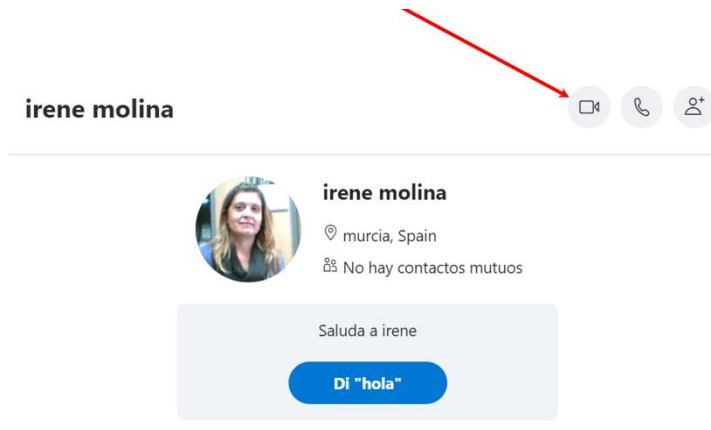 irene molina
irene molina
murcia, Spain
No hay contactos mutuos
Saluda a irene
Di "hola"